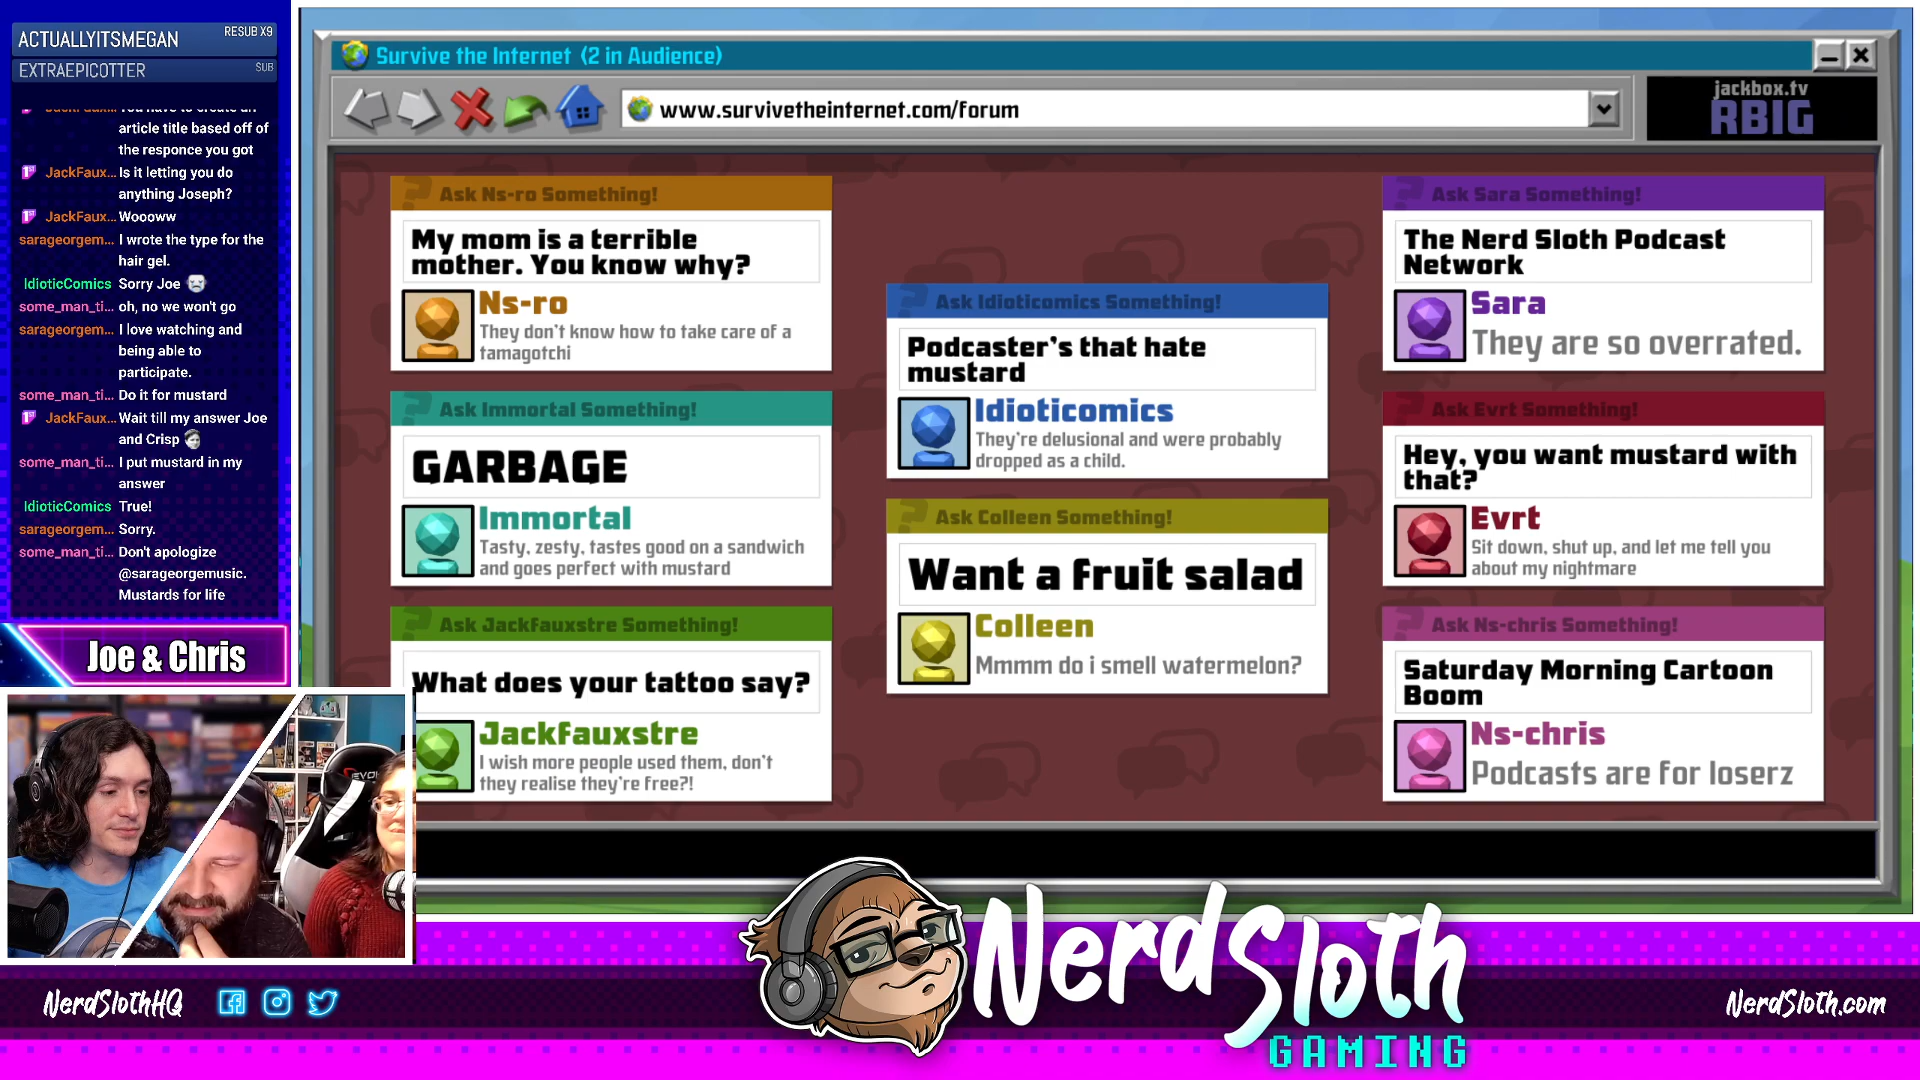 ACTUALLYITSMEGAN RESUB X9
EXTRAEPICOTTER SUB
article title based off of
the responce you got
JackFaux... Is it letting you do
anything Joseph?
JackFaux... Woooww
sarageorgem... I wrote the type for the
hair gel.
IdioticComics Sorry Joe
some_man_ti... oh, no we won't go
sarageorgem... I love watching and
being able to
participate.
some_man_ti... Do it for mustard
JackFaux... Wait till my answer Joe
and Crisp
some_man_ti... I put mustard in my
answer
IdioticComics True!
sarageorgem... Sorry.
some_man_ti... Don't apologize
@sarageorgemusic.
Mustards for life
Joe & Chris
Survive the Internet (2 in Audience)
www.survivetheinternet.com/forum
jackbox.tv
RBIG
Ask Ns-ro Something!
My mom is a terrible
mother. You know why?
Ns-ro
They don't know how to take care of a
tamagotchi
Ask Immortal Something!
GARBAGE
Immortal
Tasty, zesty, tastes good on a sandwich
and goes perfect with mustard
Ask Jackfauxstre Something!
What does your tattoo say?
Jackfauxstre
I wish more people used them, don't
they realise they're free?!
Ask Idioticomics Something!
Podcaster's that hate
mustard
Idioticomics
They're delusional and were probably
dropped as a child.
Ask Colleen Something!
Want a fruit salad
Colleen
Mmmm do i smell watermelon?
Ask Sara Something!
The Nerd Sloth Podcast
Network
Sara
They are so overrated.
Ask Evrt Something!
Hey, you want mustard with
that?
Evrt
Sit down, shut up, and let me tell you
about my nightmare
Ask Ns-chris Something!
Saturday Morning Cartoon
Boom
Ns-chris
Podcasts are for loserz
NerdSlothHQ
NerdSloth
GAMING
NerdSloth.com